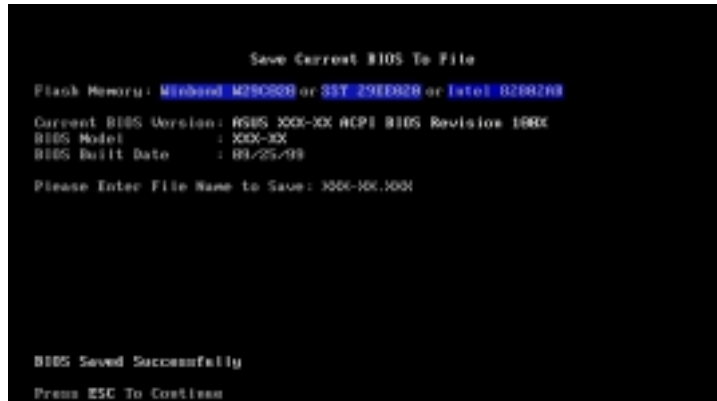 Save Current BIOS To File
Flash Memory: Winbond W29C020 or SST 29EE020 or Intel 82802AB
Current BIOS Version: ASUS XXX-XX ACPI BIOS Revision 100X
BIOS Model : XXX-XX
BIOS Built Date : 09/25/99
Please Enter File Name to Save: XXX-XX.XXX
BIOS Saved Successfully
Press ESC To Continue